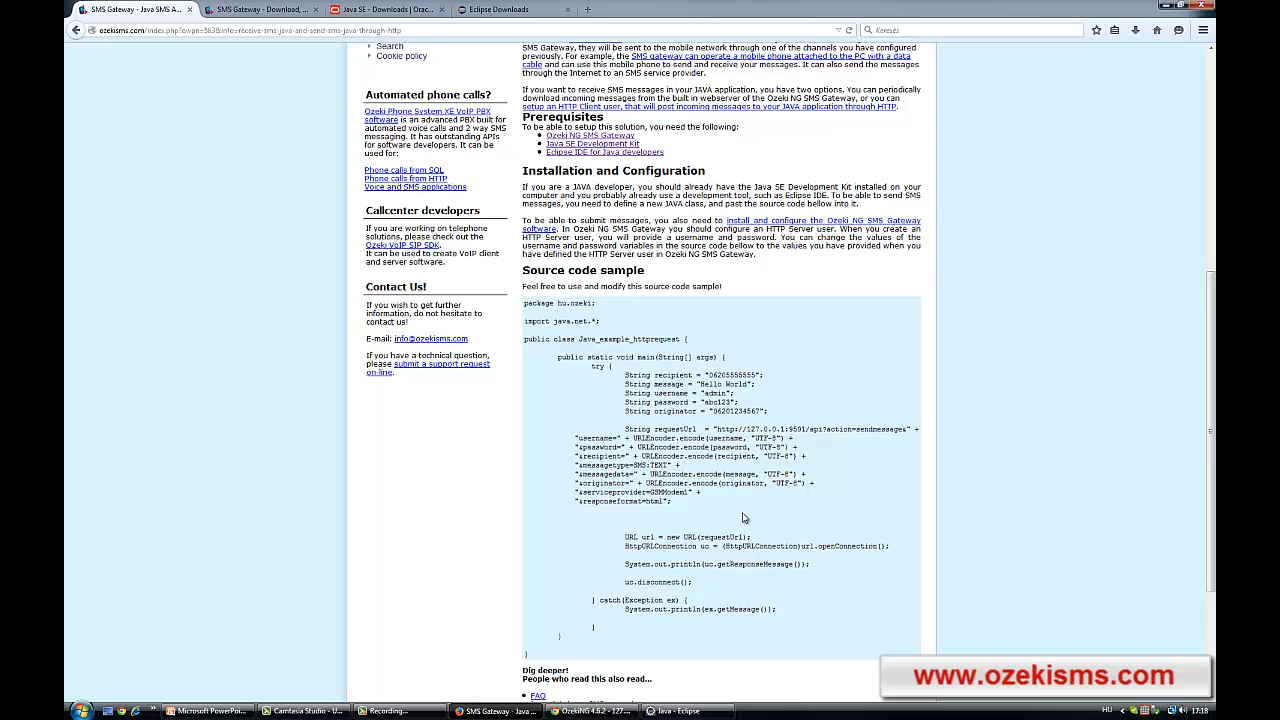 SMS Gateway - Java SMS A...
SMS Gateway - Download, ...
Java SE - Downloads | Orac...
Eclipse Downloads
ozekisms.com/index.php?owpn=583&info=receive-sms-java-and-send-sms-java-through-http
Keresés
Search
Cookie policy
Automated phone calls?
Ozeki Phone System XE VoIP PBX
software is an advanced PBX built for
automated voice calls and 2 way SMS
messaging. It has outstanding APIs
for software developers. It can be
used for:
Phone calls from SQL
Phone calls from HTTP
Voice and SMS applications
Callcenter developers
If you are working on telephone
solutions, please check out the
Ozeki VoIP SIP SDK.
It can be used to create VoIP client
and server software.
Contact Us!
If you wish to get further
information, do not hesitate to
contact us!
E-mail: info@ozekisms.com
If you have a technical question,
please submit a support request
on-line.
SMS Gateway, they will be sent to the mobile network through one of the channels you have configured
previously. For example, the SMS gateway can operate a mobile phone attached to the PC with a data
cable and can use this mobile phone to send and receive your messages. It can also send the messages
through the Internet to an SMS service provider.
If you want to receive SMS messages in your JAVA application, you have two options. You can periodically
download incoming messages from the built in webserver of the Ozeki NG SMS Gateway, or you can
setup an HTTP Client user, that will post incoming messages to your JAVA application through HTTP.
Prerequisites
To be able to setup this solution, you need the following:
Ozeki NG SMS Gateway
Java SE Development Kit
Eclipse IDE for Java developers
Installation and Configuration
If you are a JAVA developer, you should already have the Java SE Development Kit installed on your
computer and you probably already use a development tool, such as Eclipse IDE. To be able to send SMS
messages, you need to define a new JAVA class, and past the source code bellow into it.
To be able to submit messages, you also need to install and configure the Ozeki NG SMS Gateway
software. In Ozeki NG SMS Gateway you should configure an HTTP Server user. When you create an
HTTP Server user, you will provide a username and password. You can change the values of the
username and password variables in the source code bellow to the values you have provided when you
have defined the HTTP Server user in Ozeki NG SMS Gateway.
Source code sample
Feel free to use and modify this source code sample!
package hu.ozeki;
import java.net.*;
public class Java_example_httprequest {
public static void main(String[] args) {
try {
String recipient = "06205555555";
String message = "Hello World";
String username = "admin";
String password = "abc123";
String originator = "06201234567";
String requestUrl = "http://127.0.0.1:9501/api?action=sendmessage&" +
"username=" + URLEncoder.encode(username, "UTF-8") +
"&password=" + URLEncoder.encode(password, "UTF-8") +
"&recipient=" + URLEncoder.encode(recipient, "UTF-8") +
"&messagetype=SMS:TEXT" +
"&messagedata=" + URLEncoder.encode(message, "UTF-8") +
"&originator=" + URLEncoder.encode(originator, "UTF-8") +
"&serviceprovider=GSMModem1" +
"&responseformat=html";
URL url = new URL(requestUrl);
HttpURLConnection uc = (HttpURLConnection)url.openConnection();
System.out.println(uc.getResponseMessage());
uc.disconnect();
} catch(Exception ex) {
System.out.println(ex.getMessage());
}
}
}
Dig deeper!
People who read this also read...
FAQ
www.ozekisms.com
Microsoft PowerPoi...
Camtasia Studio - U...
Recording...
SMS Gateway - Java ...
OzekiNG 4.6.2 - 127....
Java - Eclipse
HU
17:18